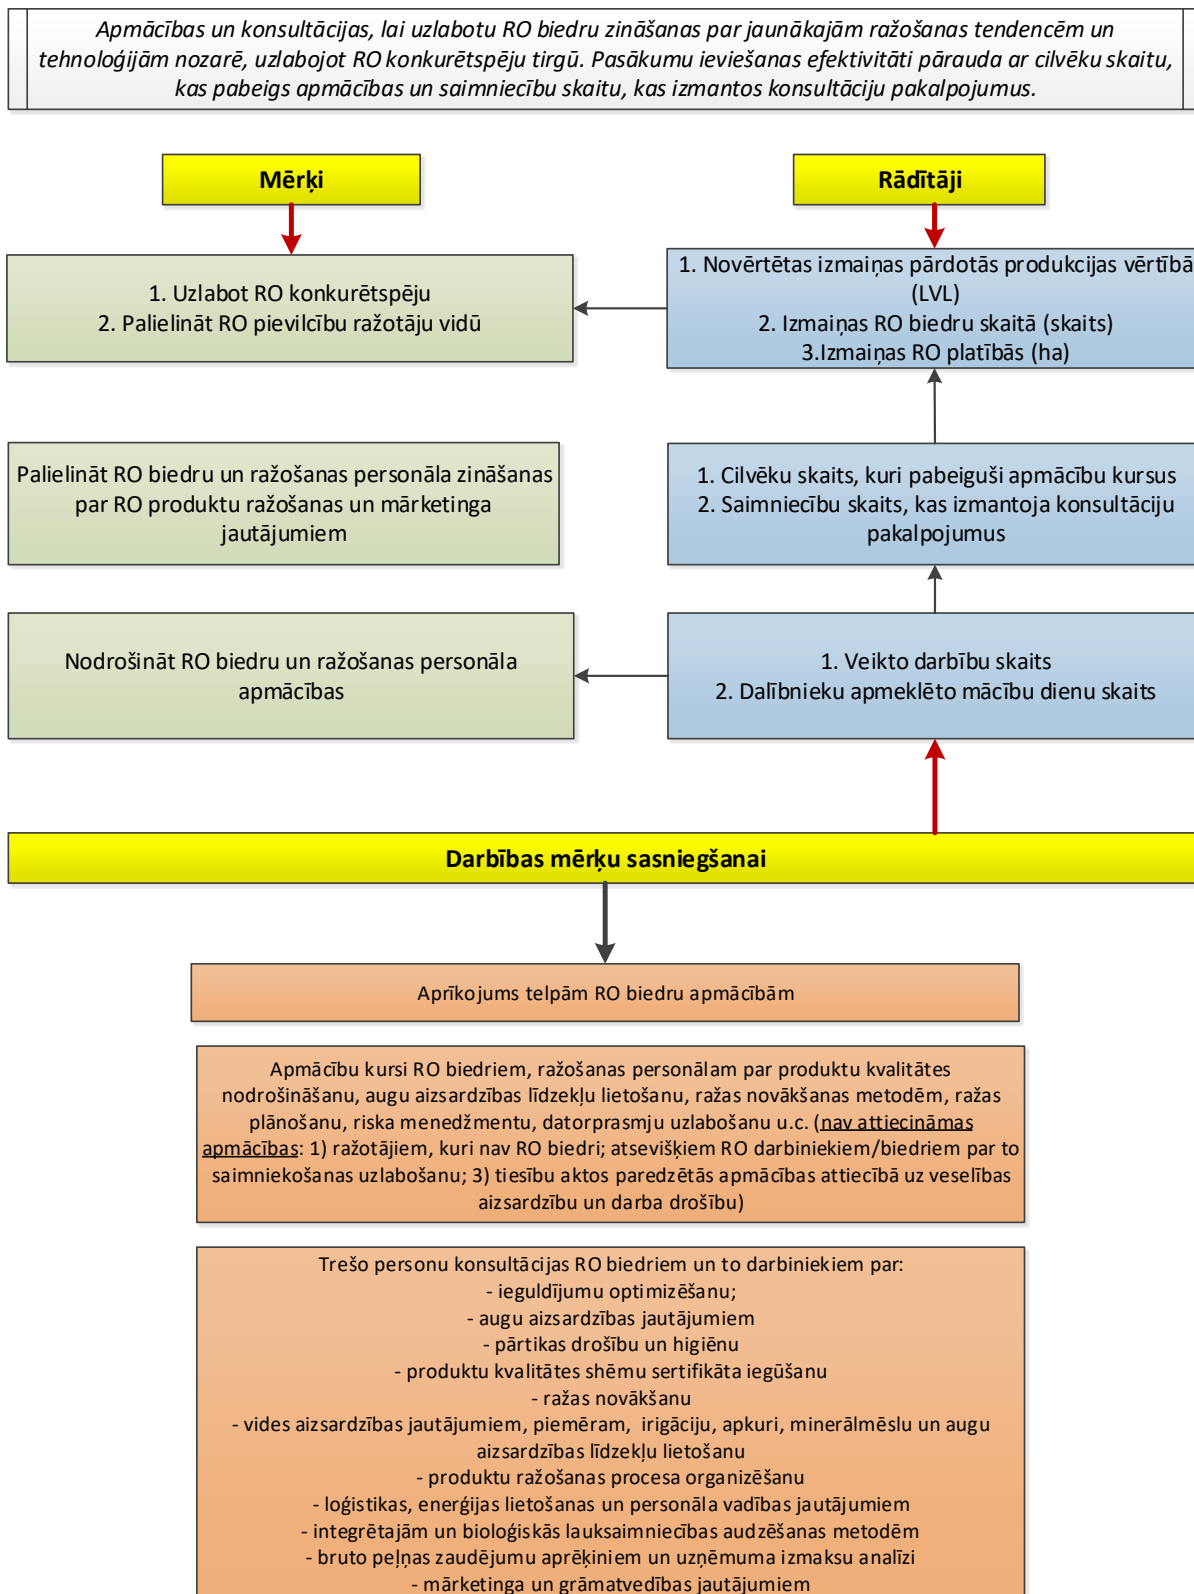 Apmācības un konsultācijas, lai uzlabotu RO biedru zināšanas par jaunākajām ražošanas tendencēm un
tehnoloģijām nozarē, uzlabojot RO konkurētspēju tirgū. Pasākumu ieviešanas efektivitāti pārauda ar cilvēku skaitu,
kas pabeigs apmācības un saimniecību skaitu, kas izmantos konsultāciju pakalpojumus.
Mērķi
Rādītāji
1. Uzlabot RO konkurētspēju
2. Palielināt RO pievilcību ražotāju vidū
1. Novērtētas izmaiņas pārdotās produkcijas vērtībā
(LVL)
2. Izmaiņas RO biedru skaitā (skaits)
3.Izmaiņas RO platībās (ha)
Palielināt RO biedru un ražošanas personāla zināšanas
par RO produktu ražošanas un mārketinga
jautājumiem
1. Cilvēku skaits, kuri pabeiguši apmācību kursus
2. Saimniecību skaits, kas izmantoja konsultāciju
pakalpojumus
Nodrošināt RO biedru un ražošanas personāla
apmācības
1. Veikto darbību skaits
2. Dalībnieku apmeklēto mācību dienu skaits
Darbības mērķu sasniegšanai
Aprīkojums telpām RO biedru apmācībām
Apmācību kursi RO biedriem, ražošanas personālam par produktu kvalitātes
nodrošināšanu, augu aizsardzības līdzekļu lietošanu, ražas novākšanas metodēm, ražas
plānošanu, riska menedžmentu, datorprasmju uzlabošanu u.c. (nav attiecināmas
apmācības: 1) ražotājiem, kuri nav RO biedri; atsevišķiem RO darbiniekiem/biedriem par to
saimniekošanas uzlabošanu; 3) tiesību aktos paredzētās apmācības attiecībā uz veselības
aizsardzību un darba drošību)
Trešo personu konsultācijas RO biedriem un to darbiniekiem par:
- ieguldījumu optimizēšanu;
- augu aizsardzības jautājumiem
- pārtikas drošību un higiēnu
- produktu kvalitātes shēmu sertifikāta iegūšanu
- ražas novākšanu
- vides aizsardzības jautājumiem, piemēram, irigāciju, apkuri, minerālmēslu un augu
aizsardzības līdzekļu lietošanu
- produktu ražošanas procesa organizēšanu
- loģistikas, enerģijas lietošanas un personāla vadības jautājumiem
- integrētajām un bioloģiskās lauksaimniecības audzēšanas metodēm
- bruto peļņas zaudējumu aprēķiniem un uzņēmuma izmaksu analīzi
- mārketinga un grāmatvedības jautājumiem